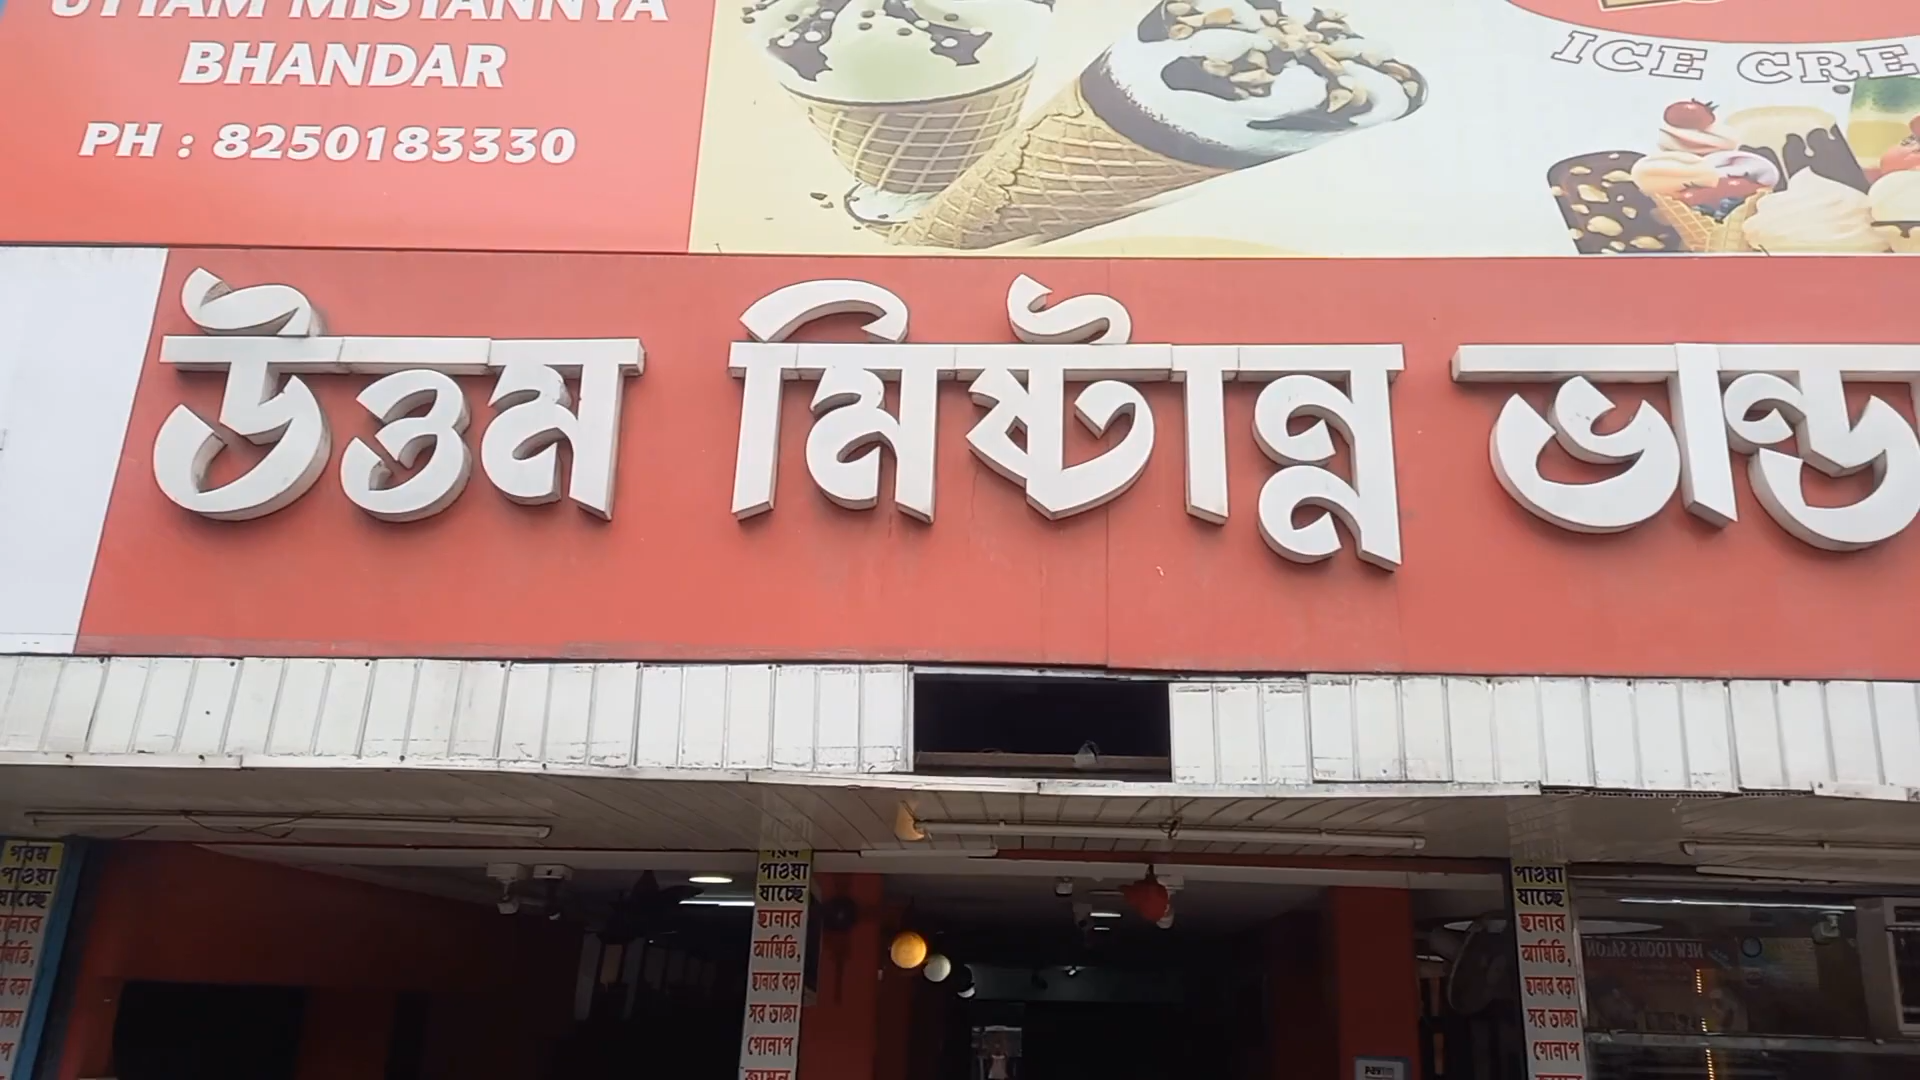 UTTAM MISTANNYA
BHANDAR
PH : 8250183330
ICE CRE
উত্তম মিষ্টান্ন ভান্ডা
গরম
পাওয়া
যাচ্ছে
গরম
পাওয়া
যাচ্ছে
ছানার
আমিত্তি,
ছানার বড়া
সর ভাজা
গোলাপ
জামুন
পাওয়া
যাচ্ছে
ছানার
আমিত্তি,
ছানার বড়া
সর ভাজা
গোলাপ
NEW LOOKS SALON
Paytm